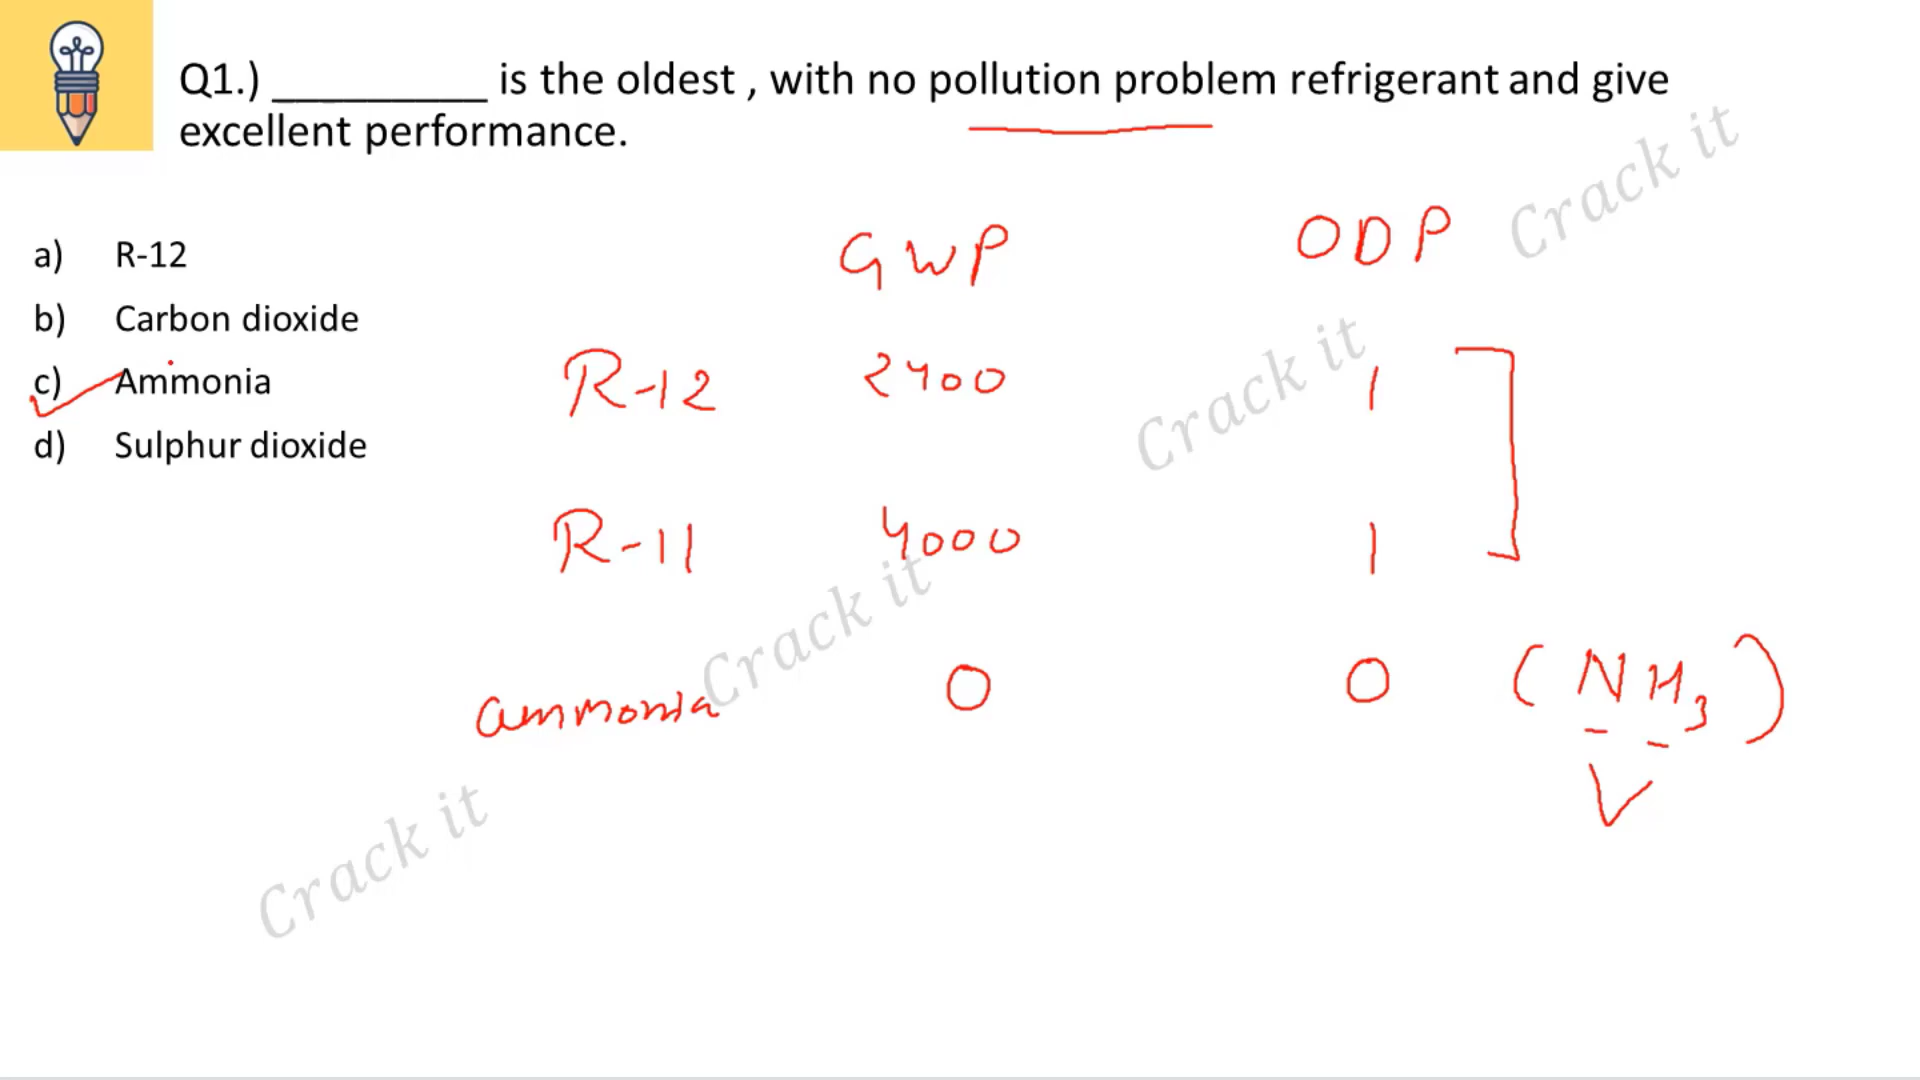 Q1.) _________ is the oldest , with no pollution problem refrigerant and give
excellent performance.
a) R-12
b) Carbon dioxide
c) Ammonia
d) Sulphur dioxide
GWP ODP
R-12 2400 1
R-11 4000 1
ammonia 0 0 (NH3)
Crack it
Crack it
Crack it
Crack it